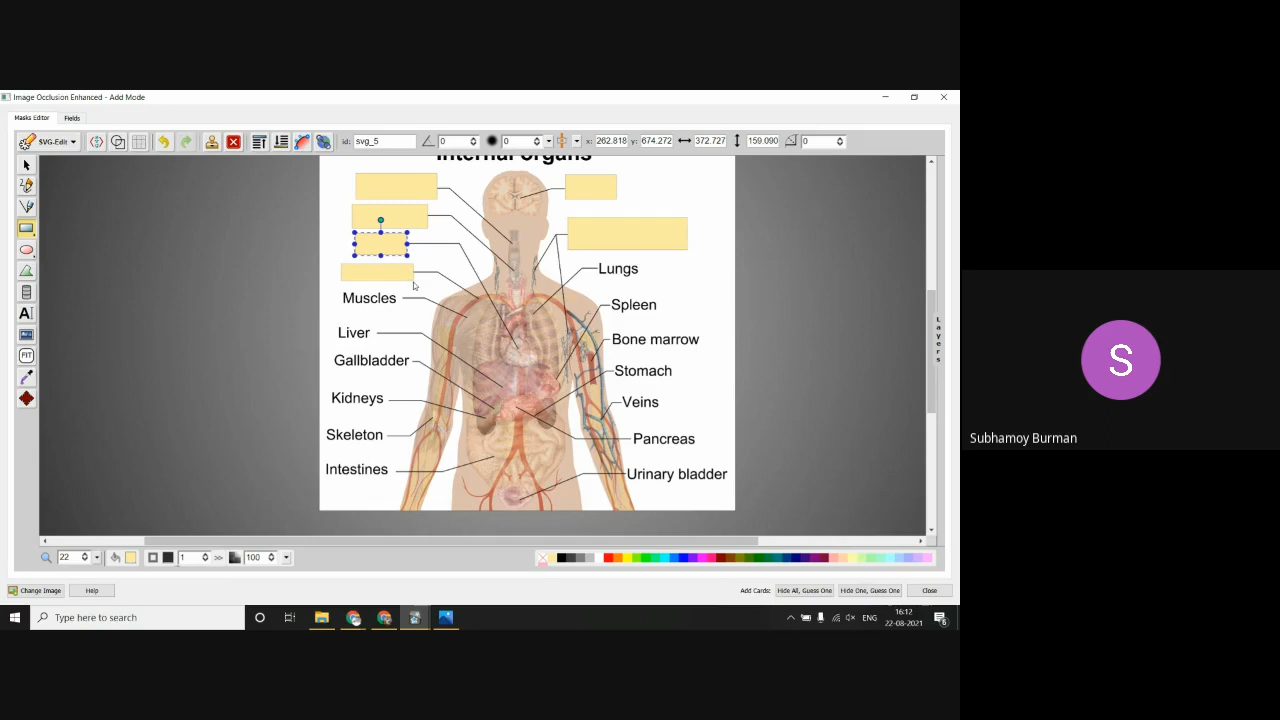 Image Occlusion Enhanced - Add Mode
Masks Editor
Fields
SVG-Edit
id: svg_5
0
0
x: 262.818
y: 674.272
372.727
159.090
0
Internal organs
Muscles
Liver
Gallbladder
Kidneys
Skeleton
Intestines
Lungs
Spleen
Bone marrow
Stomach
Veins
Pancreas
Urinary bladder
A
FIT
Layers
22
1
>>
100
Change Image
Help
Add Cards:
Hide All, Guess One
Hide One, Guess One
Close
Type here to search
ENG
16:12
22-08-2021
6
S
Subhamoy Burman